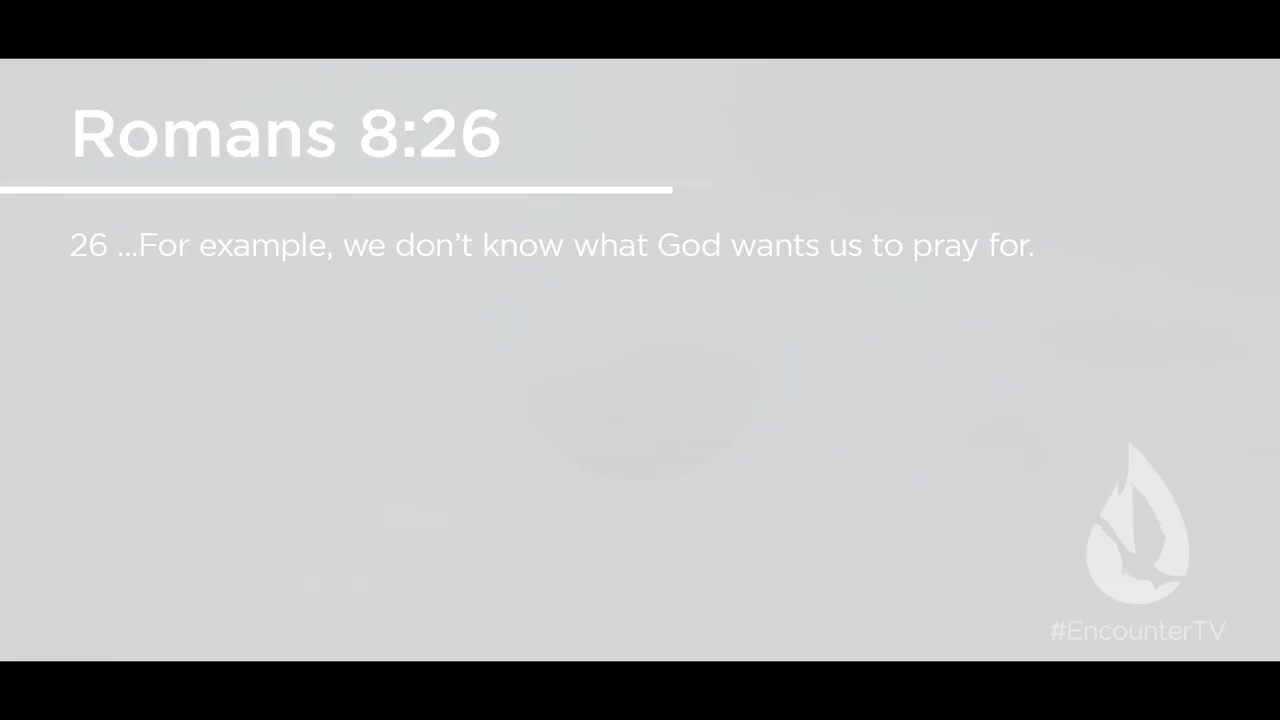 Romans 8:26
26 ...For example, we don’t know what God wants us to pray for.
#EncounterTV